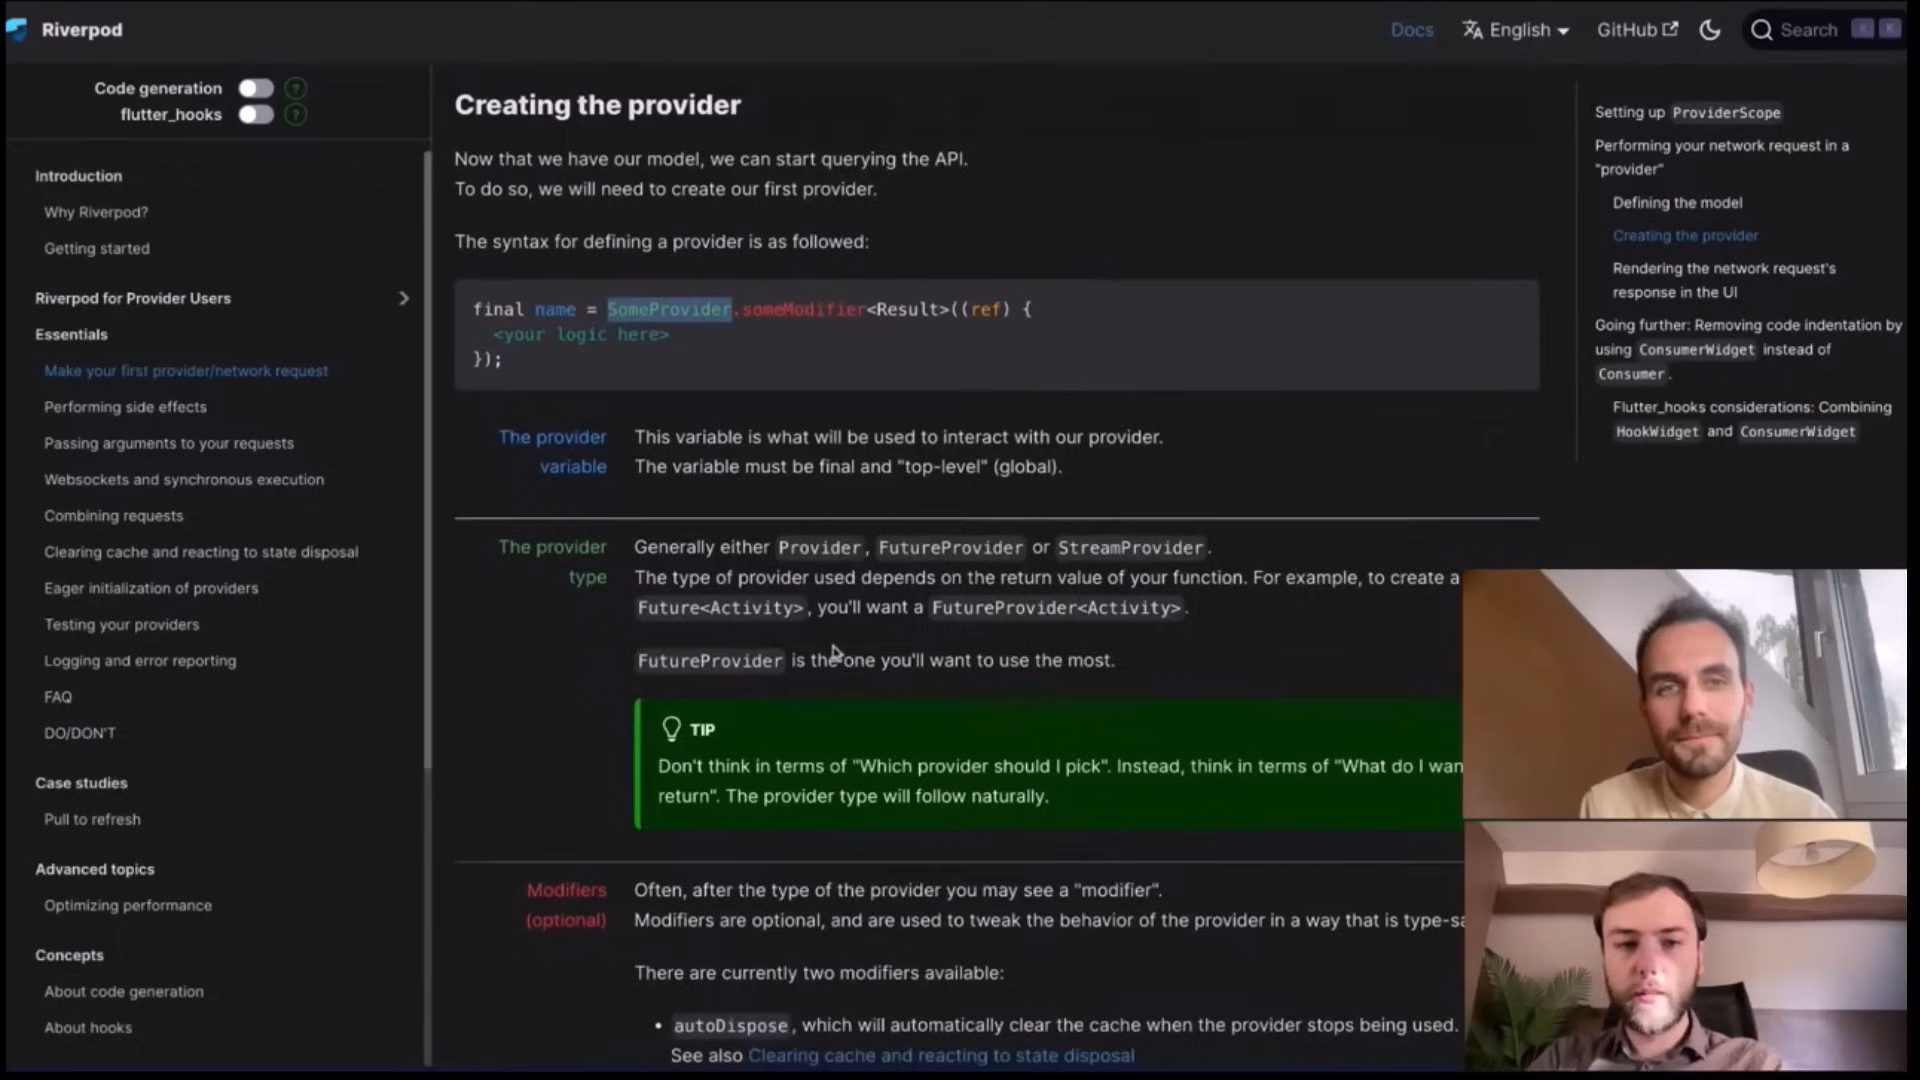 Riverpod
Docs
English
GitHub
Search
Code generation
?
flutter_hooks
?
Introduction
Why Riverpod?
Getting started
Riverpod for Provider Users
Essentials
Make your first provider/network request
Performing side effects
Passing arguments to your requests
Websockets and synchronous execution
Combining requests
Clearing cache and reacting to state disposal
Eager initialization of providers
Testing your providers
Logging and error reporting
FAQ
DO/DON'T
Case studies
Pull to refresh
Advanced topics
Optimizing performance
Concepts
About code generation
About hooks
Creating the provider
Now that we have our model, we can start querying the API.
To do so, we will need to create our first provider.
The syntax for defining a provider is as followed:
final name = SomeProvider.someModifier<Result>((ref) {
<your logic here>
});
The provider
variable
This variable is what will be used to interact with our provider.
The variable must be final and "top-level" (global).
The provider
type
Generally either Provider, FutureProvider or StreamProvider.
The type of provider used depends on the return value of your function. For example, to create a
Future<Activity>, you'll want a FutureProvider<Activity>.
FutureProvider is the one you'll want to use the most.
TIP
Don't think in terms of "Which provider should I pick". Instead, think in terms of "What do I wan
return". The provider type will follow naturally.
Modifiers
(optional)
Often, after the type of the provider you may see a "modifier".
Modifiers are optional, and are used to tweak the behavior of the provider in a way that is type-sa
There are currently two modifiers available:
• autoDispose, which will automatically clear the cache when the provider stops being used.
See also Clearing cache and reacting to state disposal
Setting up ProviderScope
Performing your network request in a
"provider"
Defining the model
Creating the provider
Rendering the network request's
response in the UI
Going further: Removing code indentation by
using ConsumerWidget instead of
Consumer.
Flutter_hooks considerations: Combining
HookWidget and ConsumerWidget